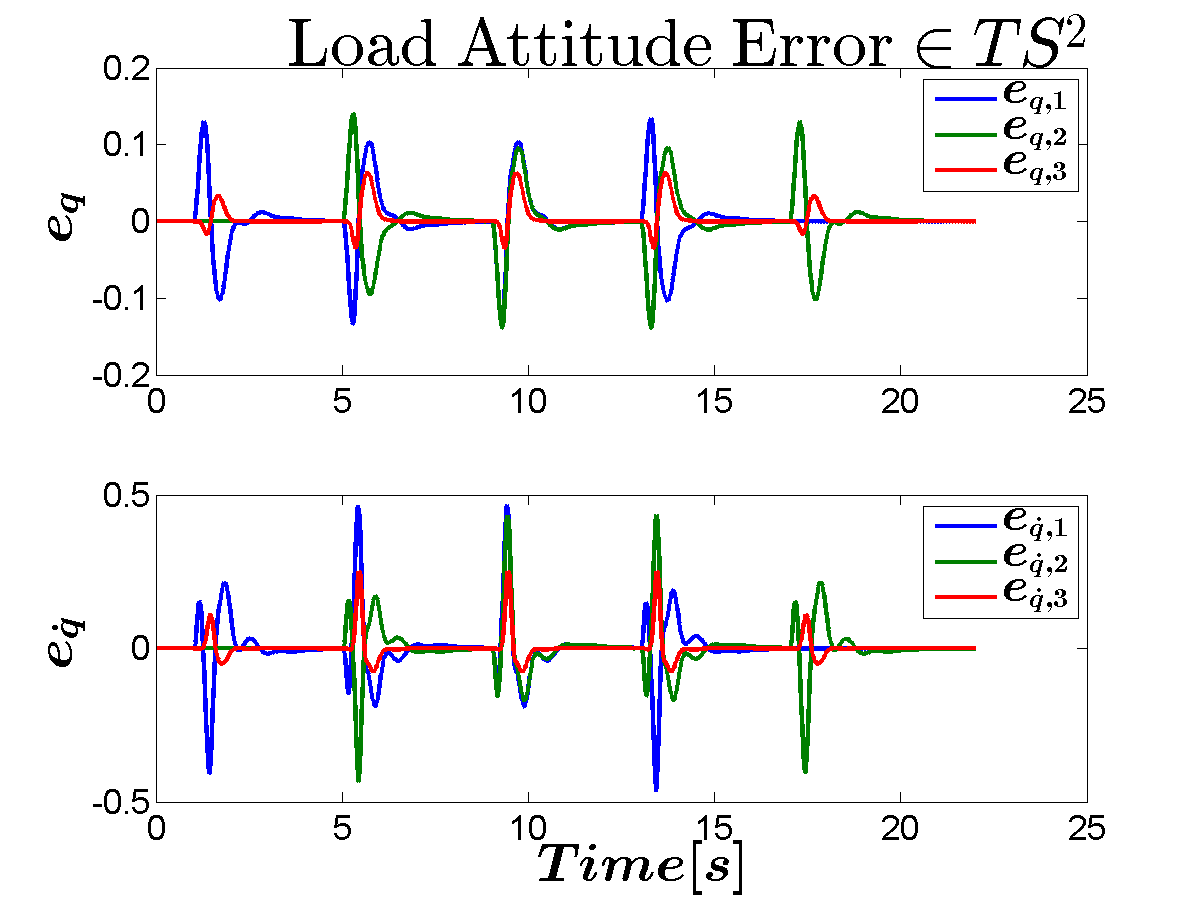 Load Attitude Error ∈ TS²
0.2
0.1
0
-0.1
-0.2
e_q
e_{q,1}
e_{q,2}
e_{q,3}
0 5 10 15 20 25
0.5
0
-0.5
e_{q̇}
e_{q̇,1}
e_{q̇,2}
e_{q̇,3}
0 5 10 15 20 25
Time[s]